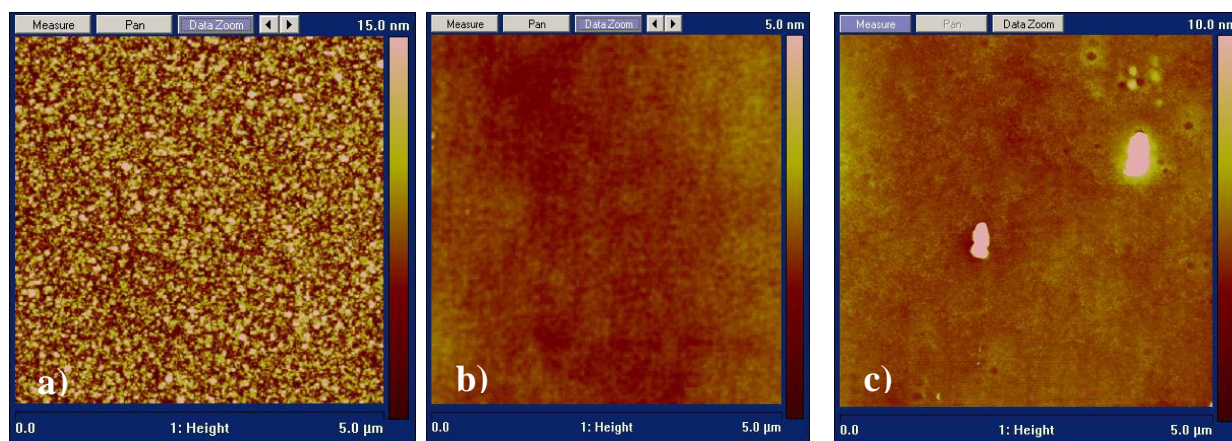 Measure Pan Data Zoom 15.0 nm
a)
0.0 1: Height 5.0 µm
Measure Pan Data Zoom 5.0 nm
b)
0.0 1: Height 5.0 µm
Measure Pan Data Zoom 10.0 nm
c)
0.0 1: Height 5.0 µm